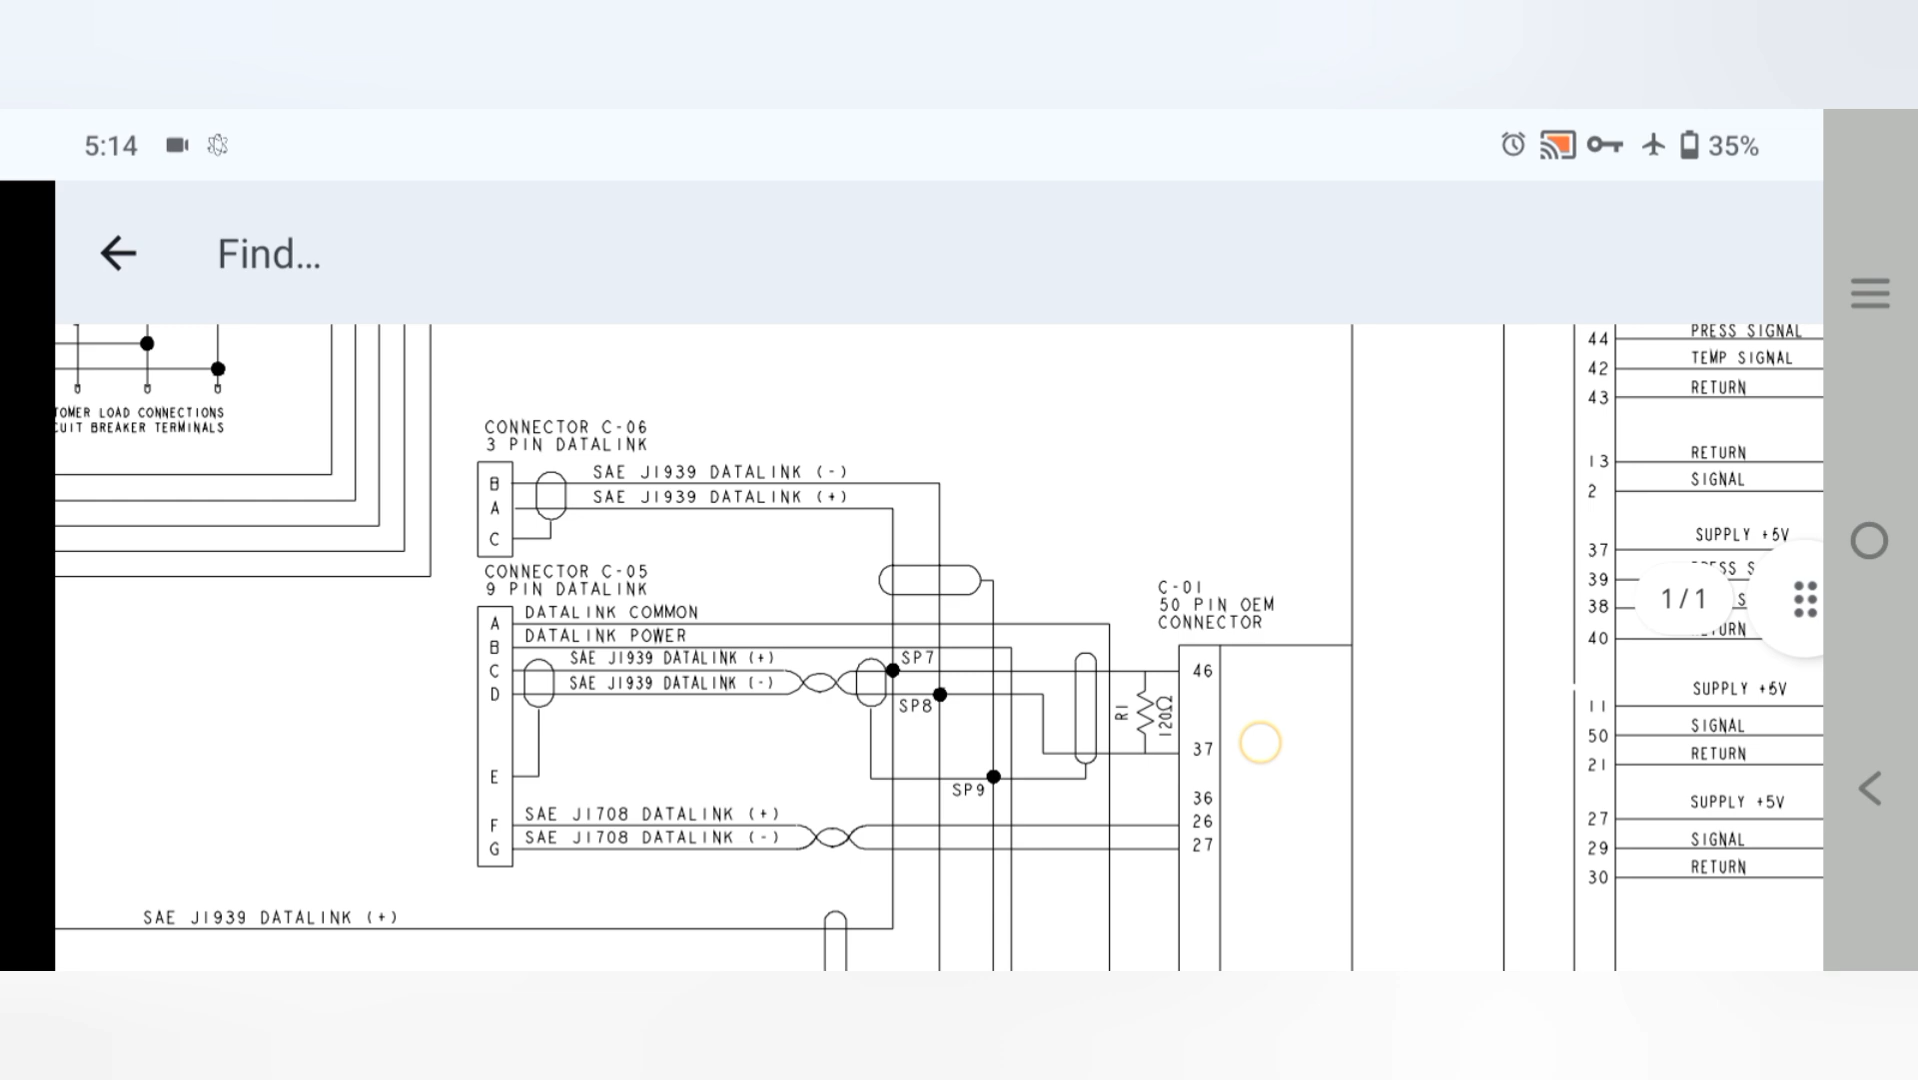 5:14
35%
Find...
TOMER LOAD CONNECTIONS
CUIT BREAKER TERMINALS
CONNECTOR C-06
3 PIN DATALINK
B
SAE J1939 DATALINK (-)
A
SAE J1939 DATALINK (+)
C
CONNECTOR C-05
9 PIN DATALINK
A
DATALINK COMMON
B
DATALINK POWER
C
SAE J1939 DATALINK (+)
D
SAE J1939 DATALINK (-)
E
F
SAE J1708 DATALINK (+)
G
SAE J1708 DATALINK (-)
SAE J1939 DATALINK (+)
SP7
SP8
SP9
C-01
50 PIN OEM
CONNECTOR
R1
120Ω
46
37
36
26
27
44 PRESS SIGNAL
42 TEMP SIGNAL
43 RETURN
13 RETURN
2 SIGNAL
37 SUPPLY +5V
39
38
40
1/1
11 SUPPLY +5V
50 SIGNAL
21 RETURN
27 SUPPLY +5V
29 SIGNAL
30 RETURN